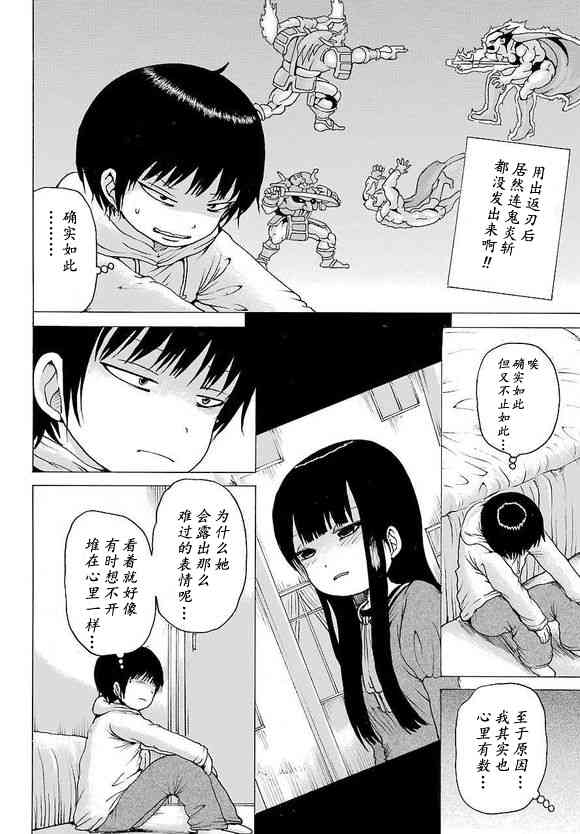 用出返刃后
居然连鬼炎斩
都没发出来啊!!
确实如此
……
唉
确实如此
但又不止如此…
至于原因…
我其实也
心里有数
……
为什么她
会露出那么
难过的表情呢…
看着就好像
有时想不开
堆在心里一样
…